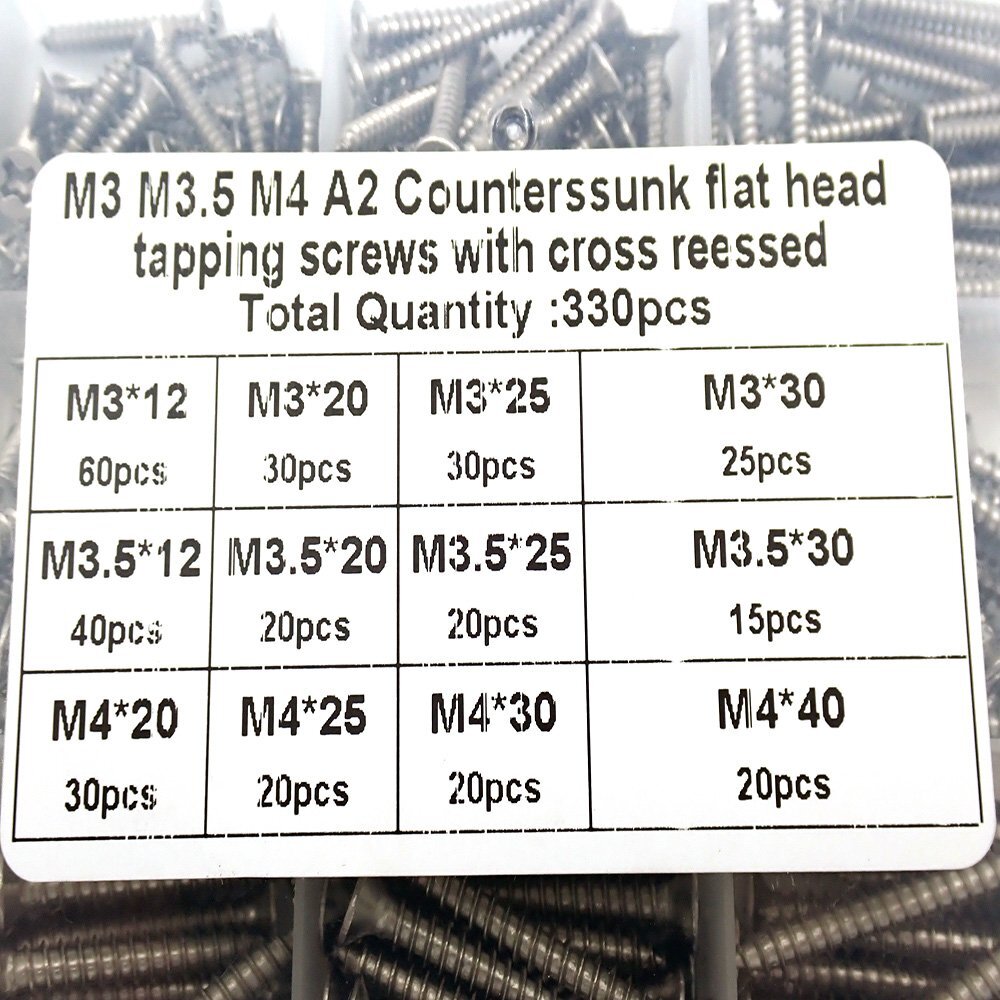 M3 M3.5 M4 A2 Counterssunk flat head
tapping screws with cross reessed
Total Quantity :330pcs
M3*12 M3*20 M3*25 M3*30
60pcs 30pcs 30pcs 25pcs
M3.5*12 M3.5*20 M3.5*25 M3.5*30
40pcs 20pcs 20pcs 15pcs
M4*20 M4*25 M4*30 M4*40
30pcs 20pcs 20pcs 20pcs